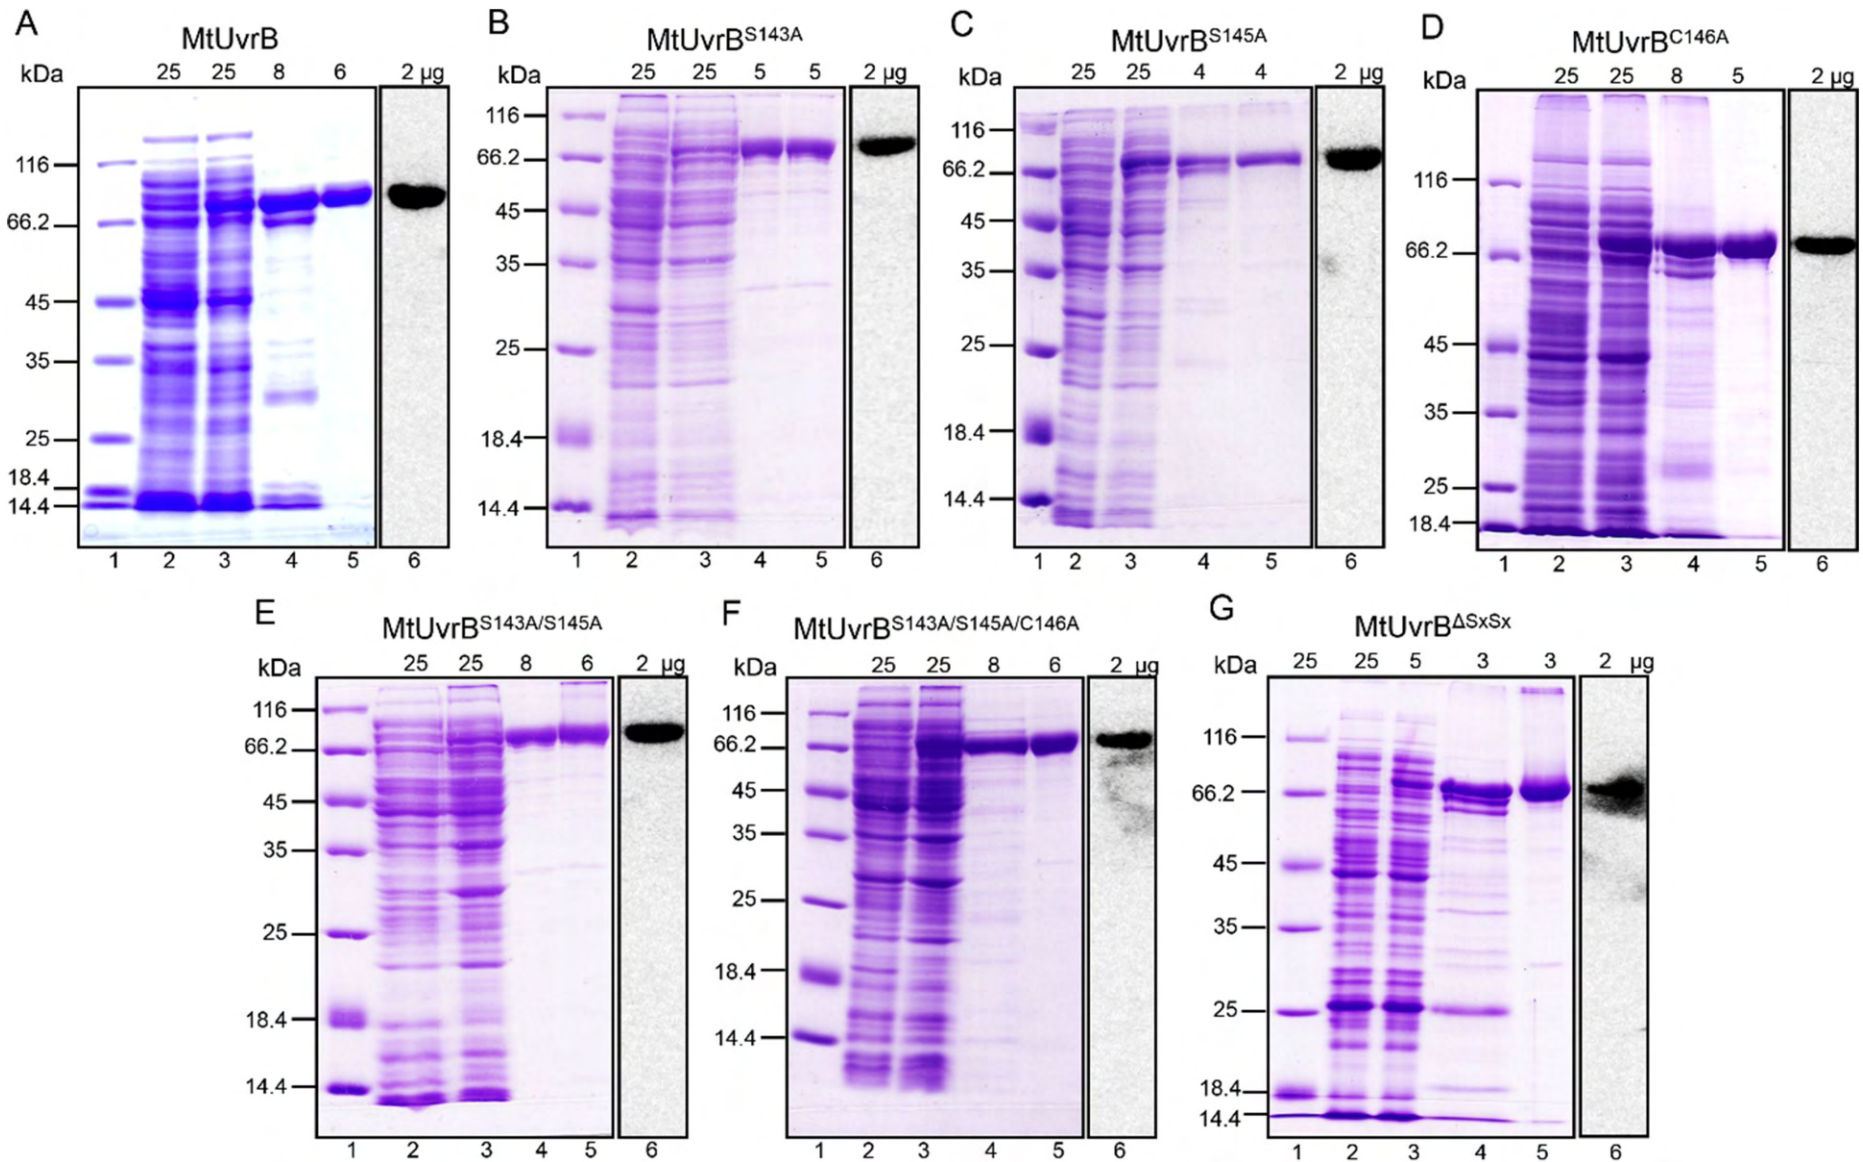 A
MtUvrB
kDa 25 25 8 6 2 µg
116
66.2
45
35
25
18.4
14.4
1 2 3 4 5 6
B
MtUvrB^S143A
kDa 25 25 5 5 2 µg
116
66.2
45
35
25
18.4
14.4
1 2 3 4 5 6
C
MtUvrB^S145A
kDa 25 25 4 4 2 µg
116
66.2
45
35
25
18.4
14.4
1 2 3 4 5 6
D
MtUvrB^C146A
kDa 25 25 8 5 2 µg
116
66.2
45
35
25
18.4
1 2 3 4 5 6
E
MtUvrB^S143A/S145A
kDa 25 25 8 6 2 µg
116
66.2
45
35
25
18.4
14.4
1 2 3 4 5 6
F
MtUvrB^S143A/S145A/C146A
kDa 25 25 8 6 2 µg
116
66.2
45
35
25
18.4
14.4
1 2 3 4 5 6
G
MtUvrB^ΔSxSx
kDa 25 25 5 3 3 2 µg
116
66.2
45
35
25
18.4
14.4
1 2 3 4 5 6